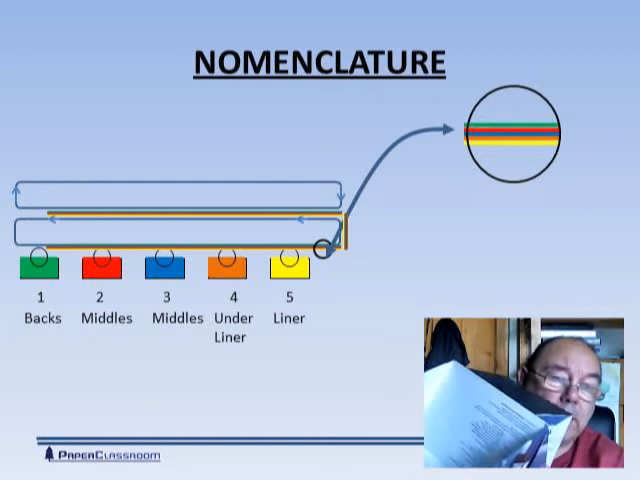 NOMENCLATURE
1 2 3 4 5
Backs Middles Middles Under Liner
Liner
PAPERCLASSROOM